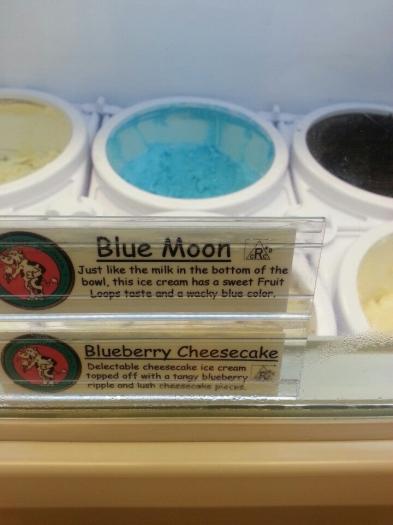 Blue Moon
Just like the milk in the bottom of the
bowl, this ice cream has a sweet Fruit
Loops taste and a wacky blue color.
Blueberry Cheesecake
Delectable cheesecake ice cream
topped off with a tangy blueberry
ripple and lush cheesecake pieces.